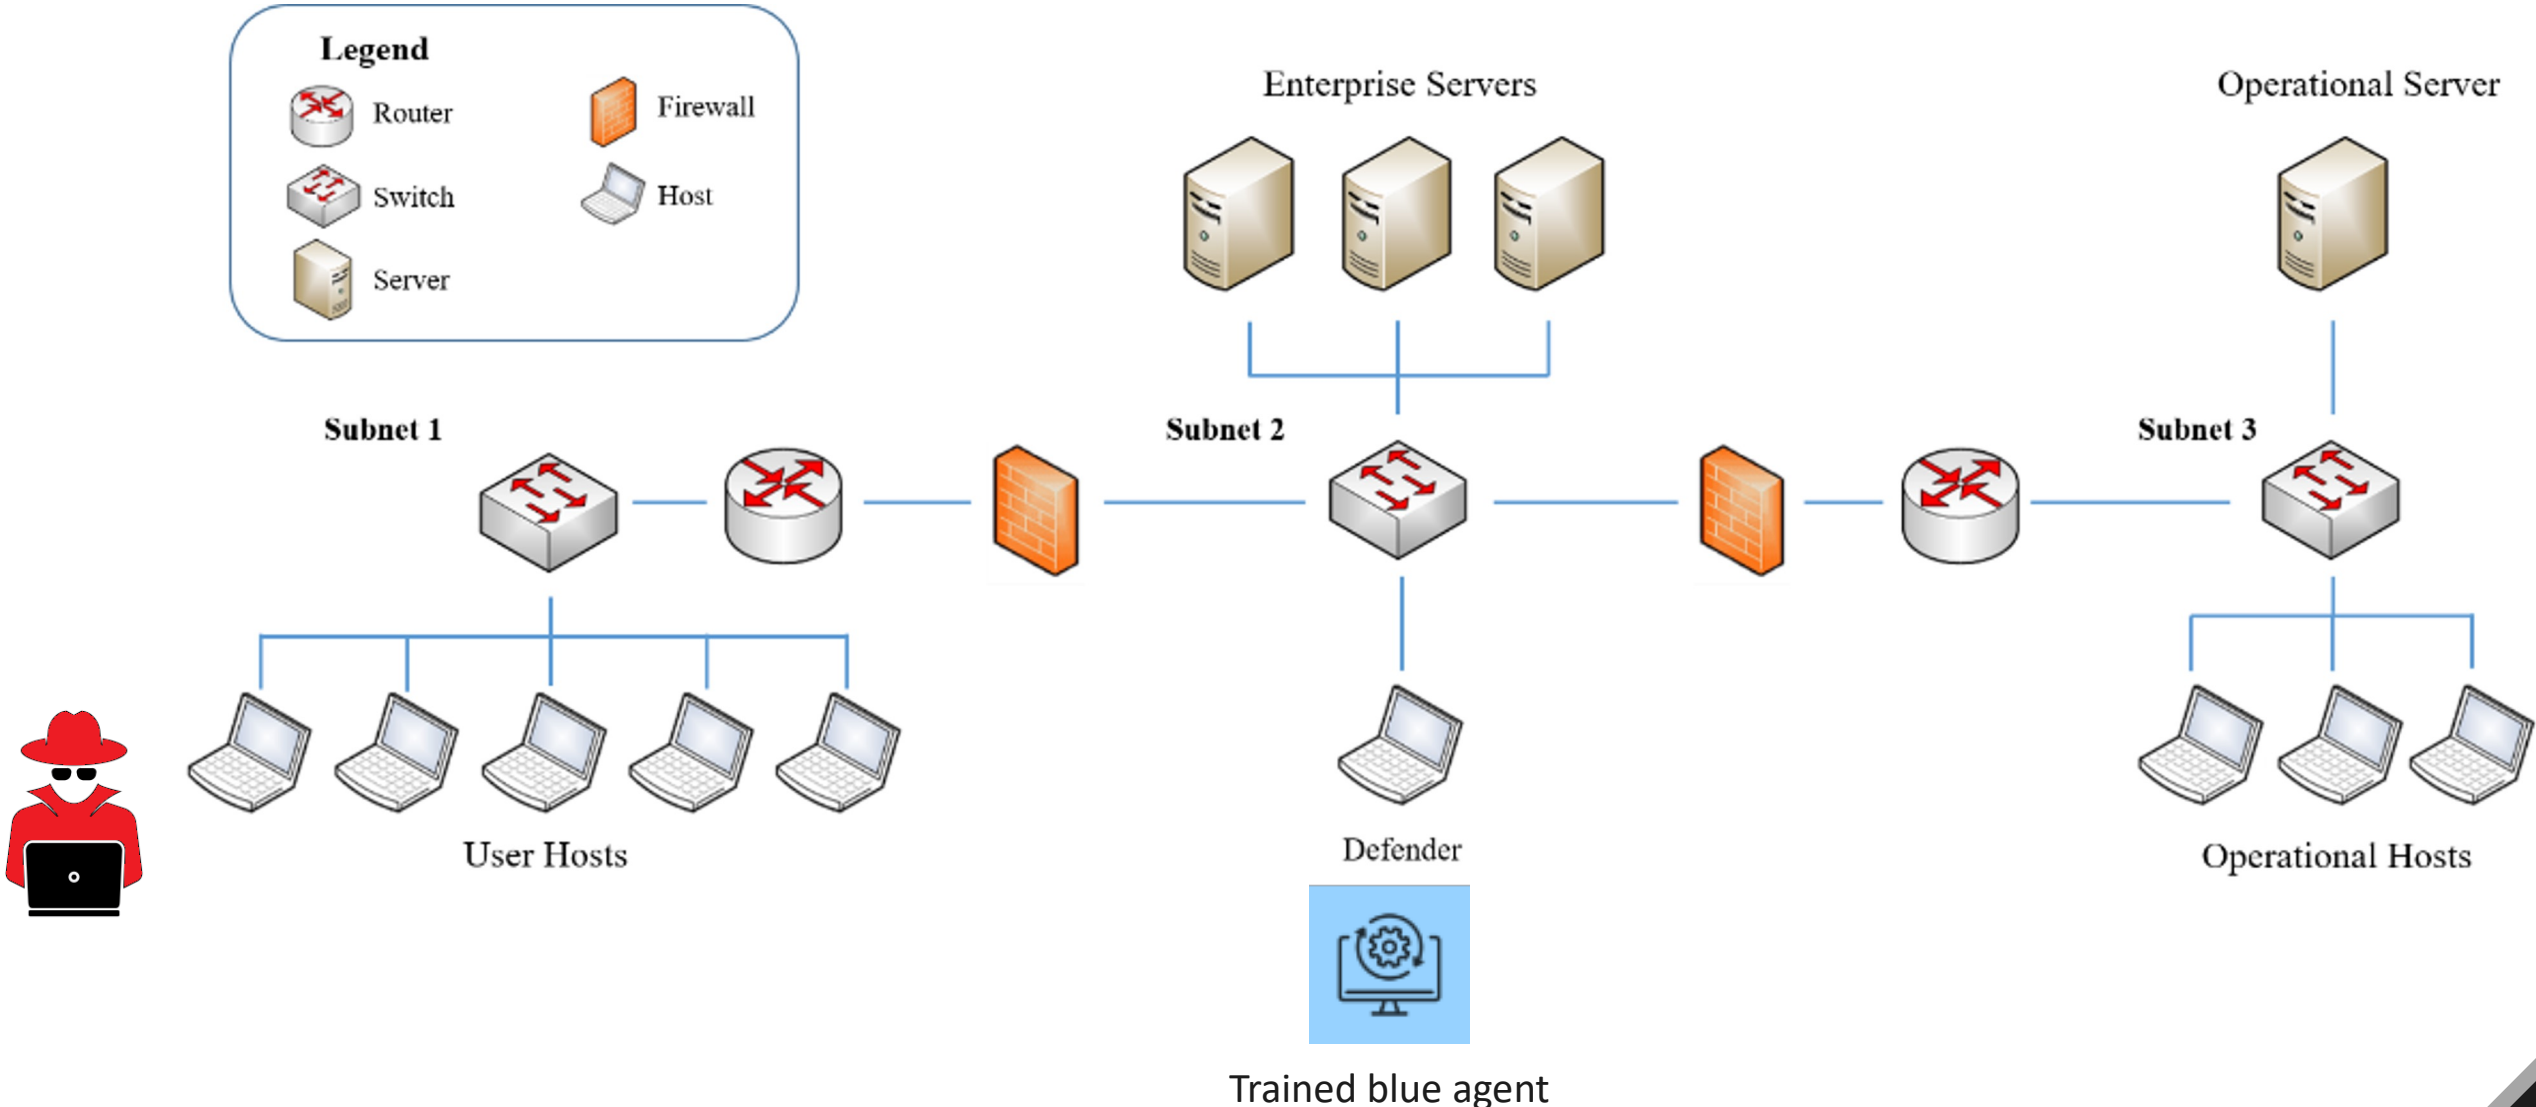 Legend
Router
Firewall
Switch
Host
Server
Enterprise Servers
Operational Server
Subnet 1
Subnet 2
Subnet 3
User Hosts
Defender
Operational Hosts
Trained blue agent